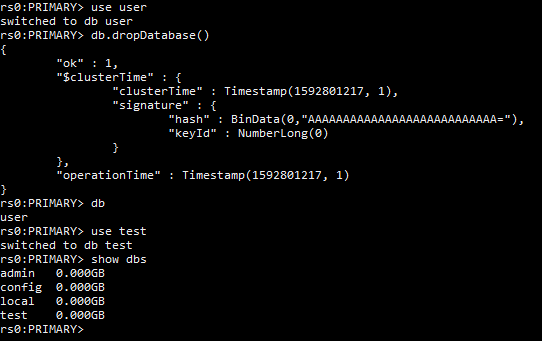 rs0:PRIMARY> use user
switched to db user
rs0:PRIMARY> db.dropDatabase()
{
        "ok" : 1,
        "$clusterTime" : {
                "clusterTime" : Timestamp(1592801217, 1),
                "signature" : {
                        "hash" : BinData(0,"AAAAAAAAAAAAAAAAAAAAAAAAAAA="),
                        "keyId" : NumberLong(0)
                }
        },
        "operationTime" : Timestamp(1592801217, 1)
}
rs0:PRIMARY> db
user
rs0:PRIMARY> use test
switched to db test
rs0:PRIMARY> show dbs
admin   0.000GB
config  0.000GB
local   0.000GB
test    0.000GB
rs0:PRIMARY>